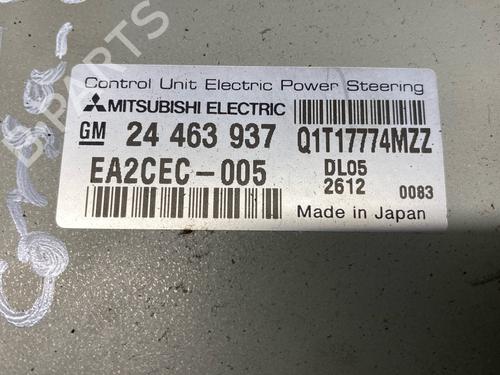 Control Unit Electric Power Steering
MITSUBISHI ELECTRIC
GM 24 463 937 Q1T17774MZZ
EA2CEC-005 DL05
2612 0083
Made in Japan
B-PARTS